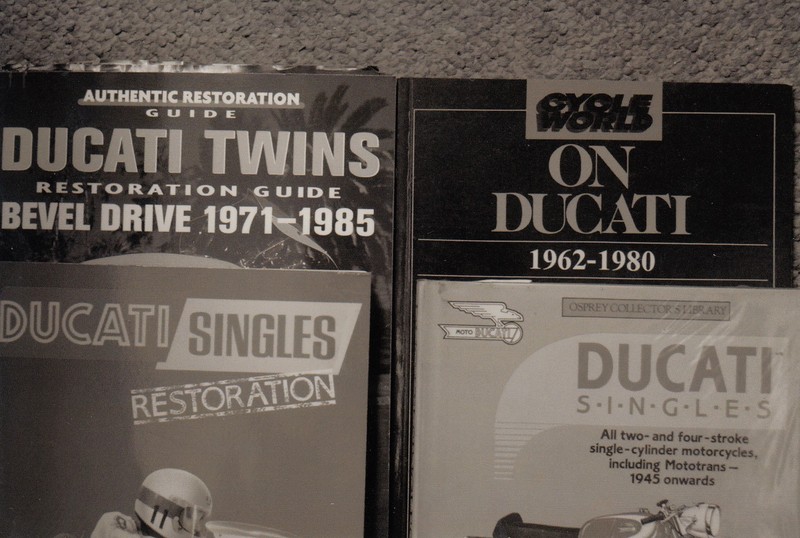 AUTHENTIC RESTORATION
GUIDE
DUCATI TWINS
RESTORATION GUIDE
BEVEL DRIVE 1971–1985
CYCLE
WORLD
ON
DUCATI
1962-1980
DUCATI SINGLES
RESTORATION
11
OSPREY COLLECTOR'S LIBRARY
MOTO DUCATI
DUCATI
S·I·N·G·L·E·S
All two- and four-stroke
single-cylinder motorcycles,
including Mototrans –
1945 onwards